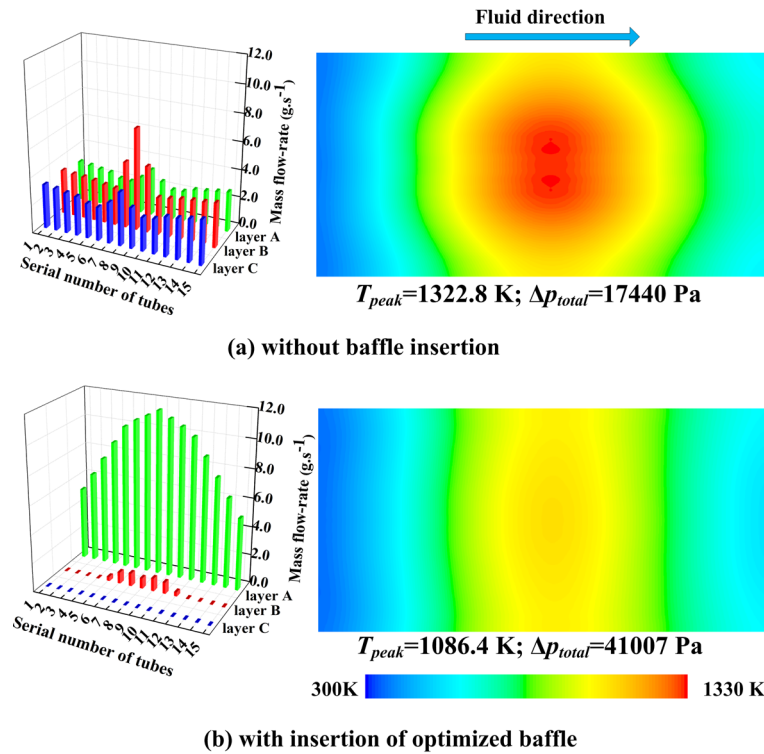 Fluid direction
12.0
10.0
8.0
6.0
4.0
2.0
0.0
Mass flow-rate (g.s⁻¹)
layer A
layer B
layer C
1
2
3
4
5
6
7
8
9
10
11
12
13
14
15
Serial number of tubes
T_peak=1322.8 K; Δp_total=17440 Pa
(a) without baffle insertion
12.0
10.0
8.0
6.0
4.0
2.0
0.0
Mass flow-rate (g.s⁻¹)
layer A
layer B
layer C
1
2
3
4
5
6
7
8
9
10
11
12
13
14
15
Serial number of tubes
T_peak=1086.4 K; Δp_total=41007 Pa
300K
1330 K
(b) with insertion of optimized baffle